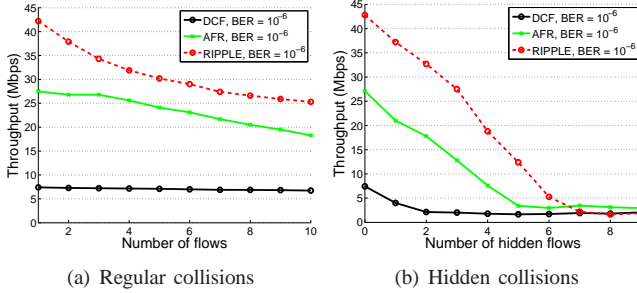 45
40
35
30
25
20
15
10
5
0
Throughput (Mbps)
2
4
6
8
10
Number of flows
DCF, BER = 10⁻⁶
AFR, BER = 10⁻⁶
RIPPLE, BER = 10⁻⁶
(a) Regular collisions
45
40
35
30
25
20
15
10
5
0
Throughput (Mbps)
0
2
4
6
8
Number of hidden flows
DCF, BER = 10⁻⁶
AFR, BER = 10⁻⁶
RIPPLE, BER = 10⁻⁶
(b) Hidden collisions